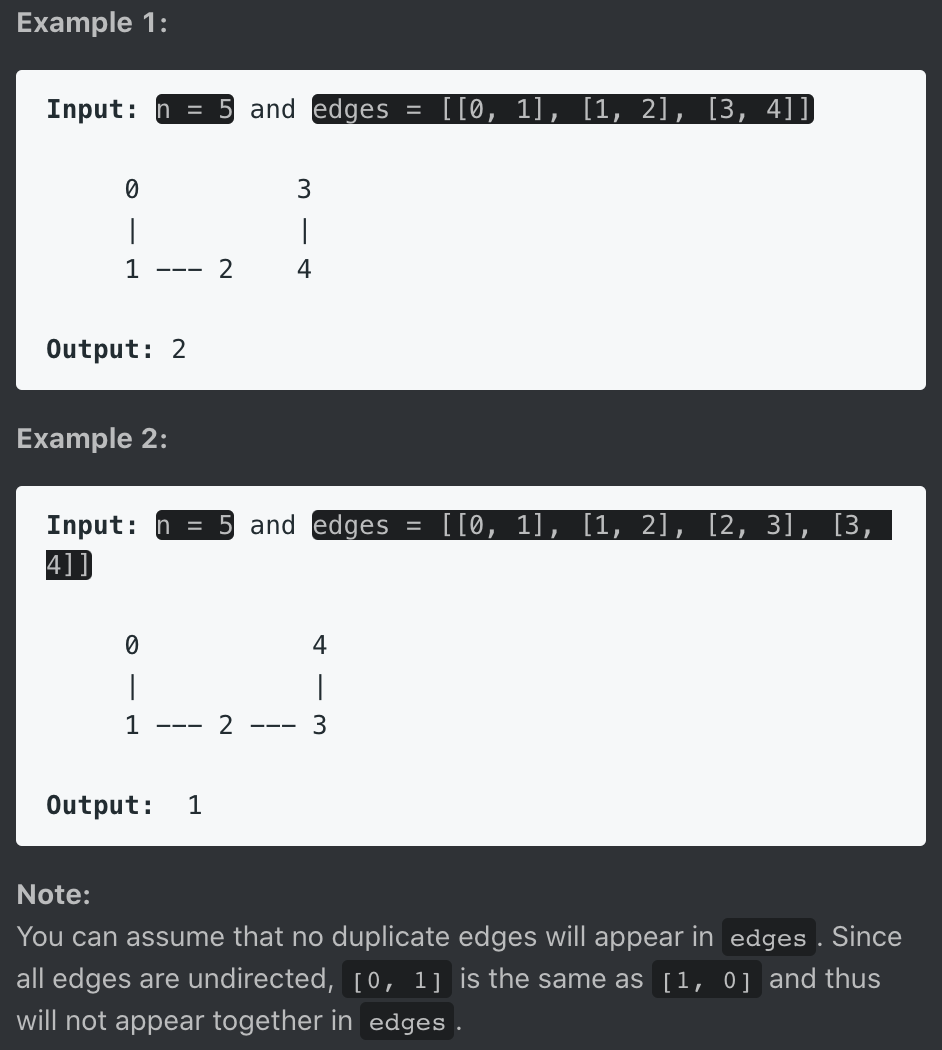 Example 1:
Input: n = 5 and edges = [[0, 1], [1, 2], [3, 4]]
     0          3
     |          |
     1 --- 2    4
Output: 2
Example 2:
Input: n = 5 and edges = [[0, 1], [1, 2], [2, 3], [3,
4]]
     0           4
     |           |
     1 --- 2 --- 3
Output:  1
Note:
You can assume that no duplicate edges will appear in edges. Since
all edges are undirected, [0, 1] is the same as [1, 0] and thus
will not appear together in edges.